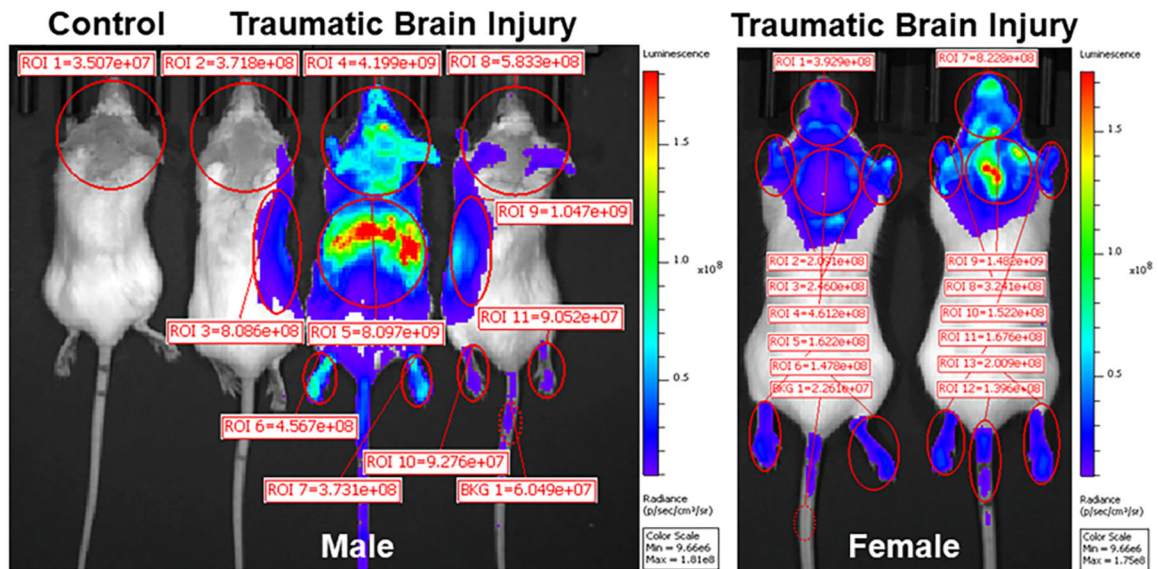 Control
Traumatic Brain Injury
ROI 1=3.507e+07
ROI 2=3.718e+08
ROI 4=4.199e+09
ROI 8=5.833e+08
ROI 9=1.047e+09
ROI 3=8.086e+08
ROI 5=8.097e+09
ROI 11=9.052e+07
ROI 6=4.567e+08
ROI 10=9.276e+07
ROI 7=3.731e+08
BKG 1=6.049e+07
Male
Luminescence
1.5
1.0
x10⁸
0.5
Radiance
(p/sec/cm²/sr)
Color Scale
Min = 9.66e6
Max = 1.81e8
Traumatic Brain Injury
ROI 1=3.929e+08
ROI 7=8.228e+08
ROI 2=2.091e+08
ROI 9=1.482e+09
ROI 3=2.460e+08
ROI 8=3.241e+08
ROI 4=4.612e+08
ROI 10=1.522e+08
ROI 5=1.622e+08
ROI 11=1.676e+08
ROI 6=1.478e+08
ROI 13=2.009e+08
BKG 1=2.261e+07
ROI 12=1.396e+08
Female
Luminescence
1.5
1.0
x10⁸
0.5
Radiance
(p/sec/cm²/sr)
Color Scale
Min = 9.66e6
Max = 1.75e8